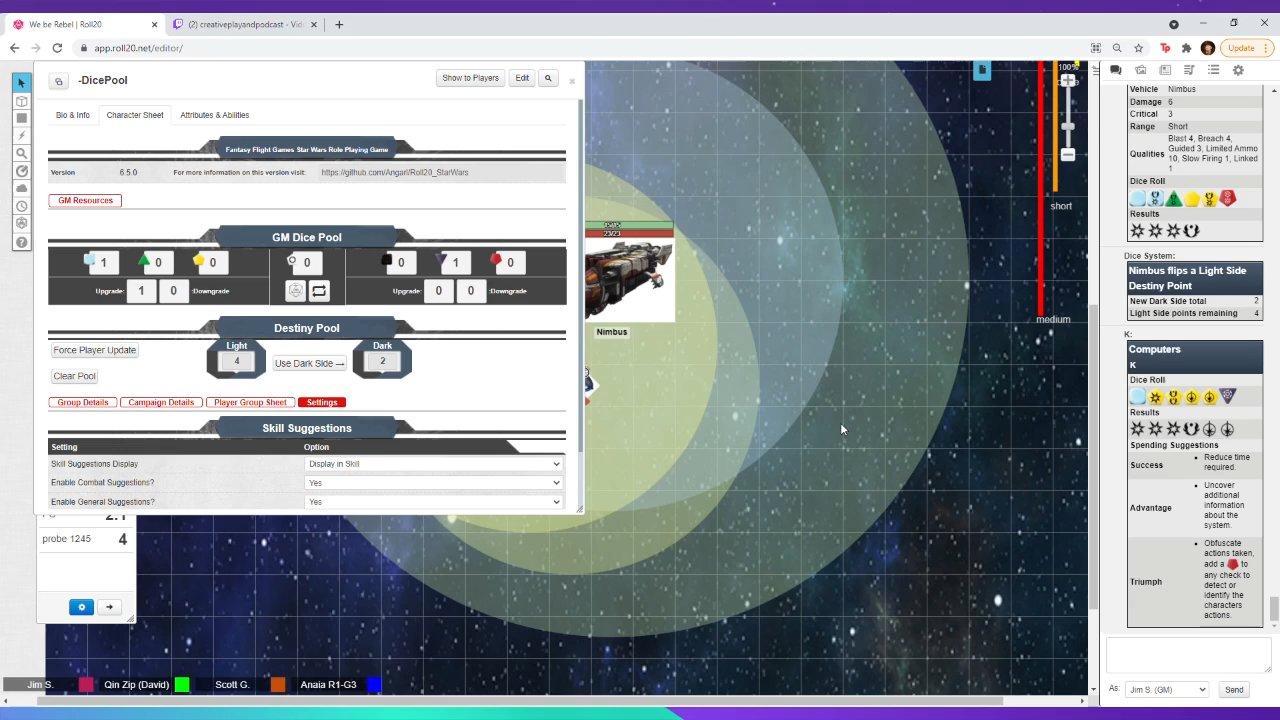 We be Rebel | Roll20
(2) creativeplayandpodcast - Vid
app.roll20.net/editor/
Update
-DicePool
Show to Players
Edit
Bio & Info
Character Sheet
Attributes & Abilities
Fantasy Flight Games Star Wars Role Playing Game
Version 6.5.0 For more information on this version visit: https://github.com/Angarl/Roll20_StarWars
GM Resources
GM Dice Pool
1 0 0 0 0 1 0
Upgrade: 1 0 :Downgrade Upgrade: 0 0 :Downgrade
Destiny Pool
Force Player Update
Light
Dark
4
Use Dark Side →
2
Clear Pool
Group Details
Campaign Details
Player Group Sheet
Settings
Skill Suggestions
Setting Option
Skill Suggestions Display Display in Skill
Enable Combat Suggestions? Yes
Enable General Suggestions? Yes
2.1
probe 1245 4
23/23
Nimbus
100%
short
medium
Jim S.
Qin Zip (David)
Scott G.
Anaia R1-G3
Vehicle Nimbus
Damage 6
Critical 3
Range Short
Qualities Blast 4, Breach 4,
Guided 3, Limited Ammo
10, Slow Firing 1, Linked
1
Dice Roll
Results
Dice System:
Nimbus flips a Light Side
Destiny Point
New Dark Side total 2
Light Side points remaining 4
K:
Computers
K
Dice Roll
Results
Spending Suggestions
Success
Reduce time
required.
Advantage
Uncover
additional
information
about the
system.
Triumph
Obfuscate
actions taken,
add a to
any check to
detect or
identify the
characters
actions.
As: Jim S. (GM)
Send